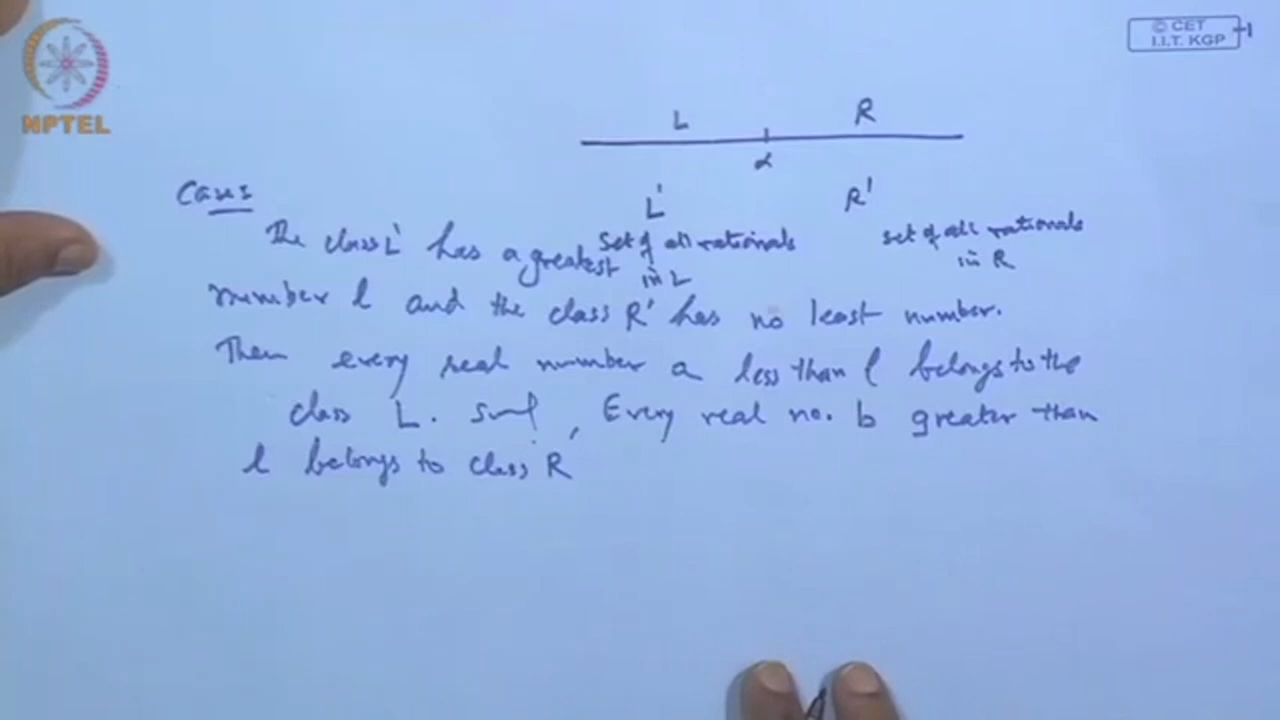 © CET
I.I.T. KGP
NPTEL
L R
α
Cases
L' R'
The class L' has a greatest
set of all rationals
in L
set of all rationals
in R
number l and the class R' has no least number.
Then every real number a less than l belongs to the
class L. , Every real no. b greater than
l belongs to class R